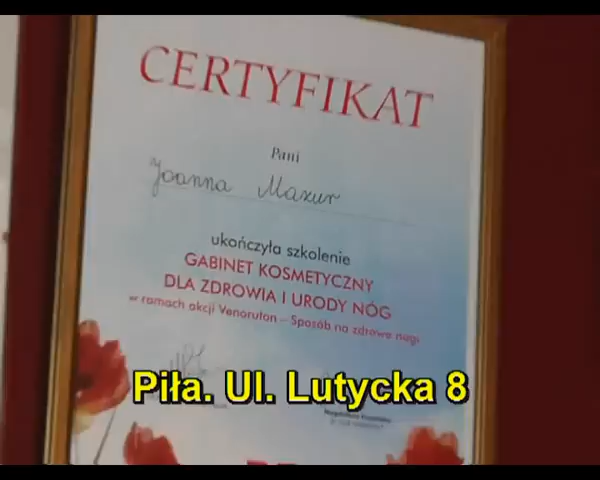 CERTYFIKAT
Pani
Joanna Mazur
ukończyła szkolenie
GABINET KOSMETYCZNY
DLA ZDROWIA I URODY NÓG
w ramach akcji Venoruton – Sposób na zdrowe nogi
Piła. Ul. Lutycka 8